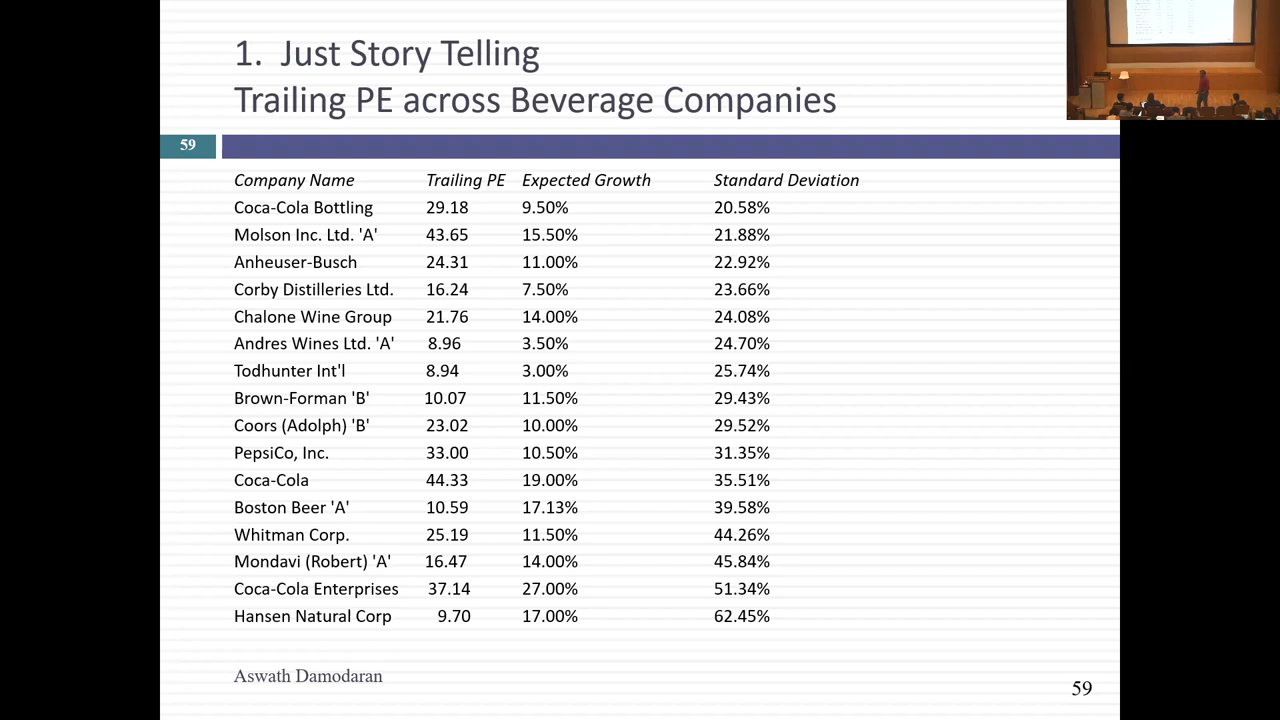 1. Just Story Telling
Trailing PE across Beverage Companies
59
Company Name Trailing PE Expected Growth Standard Deviation
Coca-Cola Bottling 29.18 9.50% 20.58%
Molson Inc. Ltd. 'A' 43.65 15.50% 21.88%
Anheuser-Busch 24.31 11.00% 22.92%
Corby Distilleries Ltd. 16.24 7.50% 23.66%
Chalone Wine Group 21.76 14.00% 24.08%
Andres Wines Ltd. 'A' 8.96 3.50% 24.70%
Todhunter Int'l 8.94 3.00% 25.74%
Brown-Forman 'B' 10.07 11.50% 29.43%
Coors (Adolph) 'B' 23.02 10.00% 29.52%
PepsiCo, Inc. 33.00 10.50% 31.35%
Coca-Cola 44.33 19.00% 35.51%
Boston Beer 'A' 10.59 17.13% 39.58%
Whitman Corp. 25.19 11.50% 44.26%
Mondavi (Robert) 'A' 16.47 14.00% 45.84%
Coca-Cola Enterprises 37.14 27.00% 51.34%
Hansen Natural Corp 9.70 17.00% 62.45%
Aswath Damodaran
59